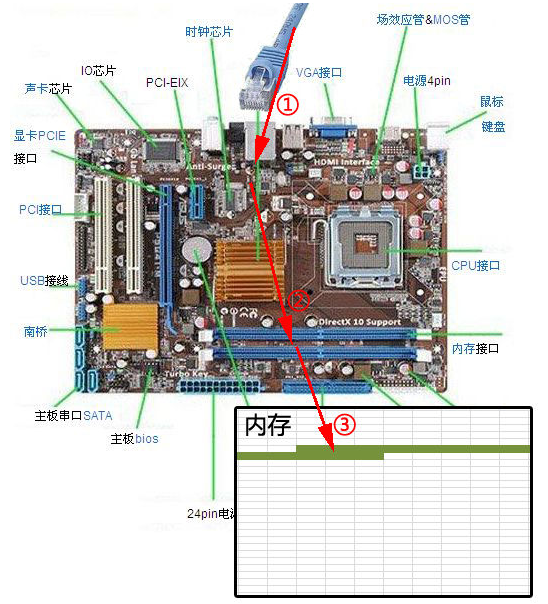 时钟芯片
场效应管&MOS管
IO芯片
声卡芯片
PCI-EIX
VGA接口
电源4pin
鼠标
键盘
①
显卡PCIE
接口
Anti-Surge
HDMI Interface
PCI接口
CPU接口
USB接线
②
DirectX 10 Support
南桥
内存接口
Turbo Key
主板串口SATA
主板bios
内存
③
24pin电源